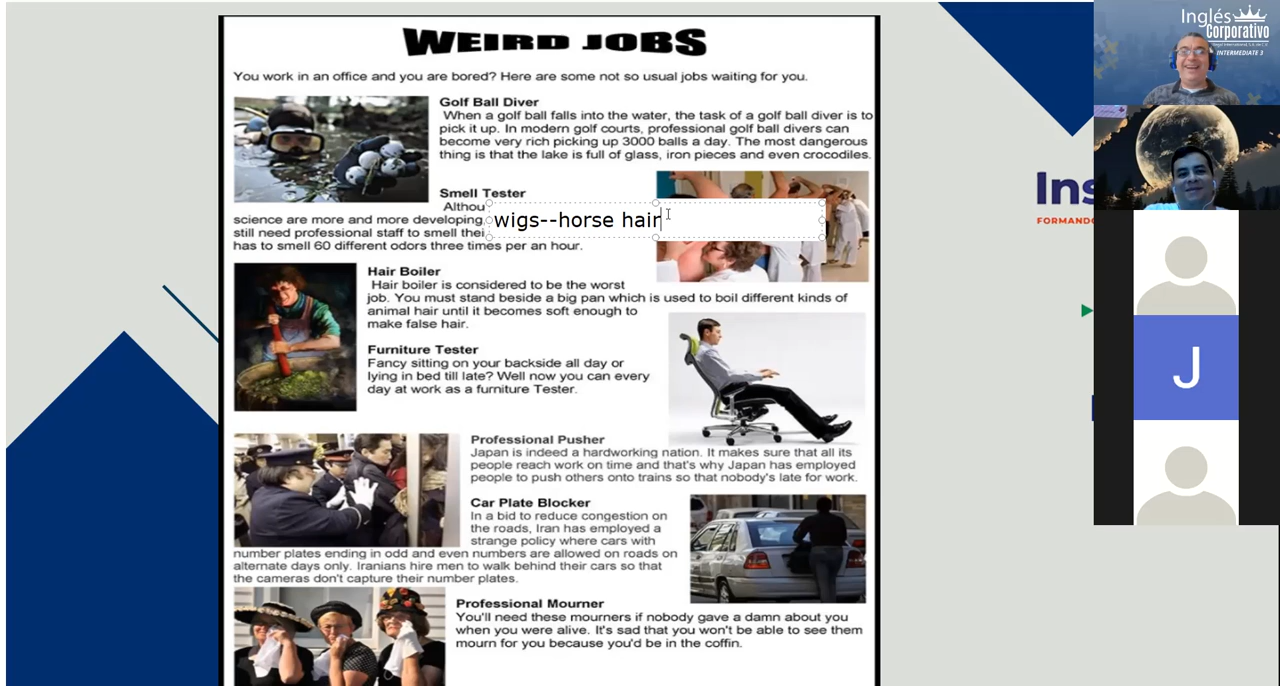 WEIRD JOBS
You work in an office and you are bored? Here are some not so usual jobs waiting for you.
Golf Ball Diver
When a golf ball falls into the water, the task of a golf ball diver is to
pick it up. In modern golf courts, professional golf ball divers can
become very rich picking up 3000 balls a day. The most dangerous
thing is that the lake is full of glass, iron pieces and even crocodiles.
Smell Tester
Althou
wigs--horse hair
science are more and more developing,
still need professional staff to smell thei
has to smell 60 different odors three times per an hour.
Hair Boiler
Hair boiler is considered to be the worst
job. You must stand beside a big pan which is used to boil different kinds of
animal hair until it becomes soft enough to
make false hair.
Furniture Tester
Fancy sitting on your backside all day or
lying in bed till late? Well now you can every
day at work as a furniture Tester.
Professional Pusher
Japan is indeed a hardworking nation. It makes sure that all its
people reach work on time and that's why Japan has employed
people to push others onto trains so that nobody's late for work.
Car Plate Blocker
In a bid to reduce congestion on
the roads, Iran has employed a
strange policy where cars with
number plates ending in odd and even numbers are allowed on roads on
alternate days only. Iranians hire men to walk behind their cars so that
the cameras don't capture their number plates.
Professional Mourner
You'll need these mourners if nobody gave a damn about you
when you were alive. It's sad that you won't be able to see them
mourn for you because you'd be in the coffin.
Ins
FORMANDO
Inglés
Corporativo
INTERMEDIATE 3
J